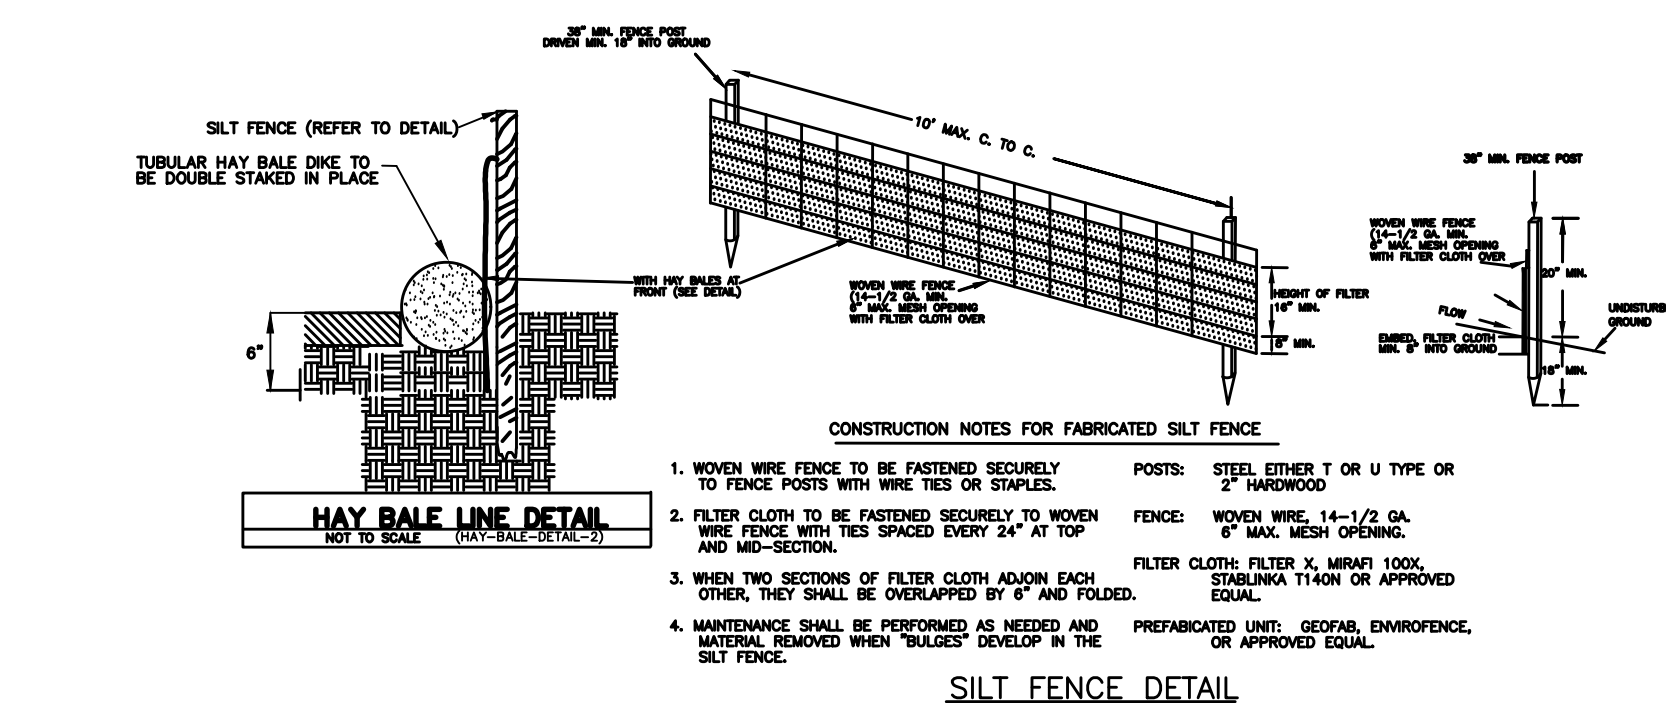 SILT FENCE (REFER TO DETAIL)
TUBULAR HAY BALE DIKE TO
BE DOUBLE STAKED IN PLACE
6"
HAY BALE LINE DETAIL
NOT TO SCALE (HAY-BALE-DETAIL-2)
WITH HAY BALES AT
FRONT (SEE DETAIL)
MIN. FENCE POST
DRIVEN MIN. 18" INTO GROUND
10' MAX. C. TO C.
WOVEN WIRE FENCE
(14-1/2 GA. MIN.
MAX. MESH OPENING
WITH FILTER CLOTH OVER
HEIGHT OF FILTER
16" MIN.
MIN.
MIN. FENCE POST
WOVEN WIRE FENCE
(14-1/2 GA. MIN.
6" MAX. MESH OPENING
WITH FILTER CLOTH OVER
20" MIN.
FLOW
UNDISTURB
GROUND
EMBED. FILTER CLOTH
MIN. 8" INTO GROUND
18" MIN.
CONSTRUCTION NOTES FOR FABRICATED SILT FENCE
1. WOVEN WIRE FENCE TO BE FASTENED SECURELY
TO FENCE POSTS WITH WIRE TIES OR STAPLES.
2. FILTER CLOTH TO BE FASTENED SECURELY TO WOVEN
WIRE FENCE WITH TIES SPACED EVERY 24" AT TOP
AND MID-SECTION.
3. WHEN TWO SECTIONS OF FILTER CLOTH ADJOIN EACH
OTHER, THEY SHALL BE OVERLAPPED BY 6" AND FOLDED.
4. MAINTENANCE SHALL BE PERFORMED AS NEEDED AND
MATERIAL REMOVED WHEN "BULGES" DEVELOP IN THE
SILT FENCE.
POSTS: STEEL EITHER T OR U TYPE OR
2" HARDWOOD
FENCE: WOVEN WIRE, 14-1/2 GA.
6" MAX. MESH OPENING.
FILTER CLOTH: FILTER X, MIRAFI 100X,
STABLINKA T140N OR APPROVED
EQUAL.
PREFABICATED UNIT: GEOFAB, ENVIROFENCE,
OR APPROVED EQUAL.
SILT FENCE DETAIL